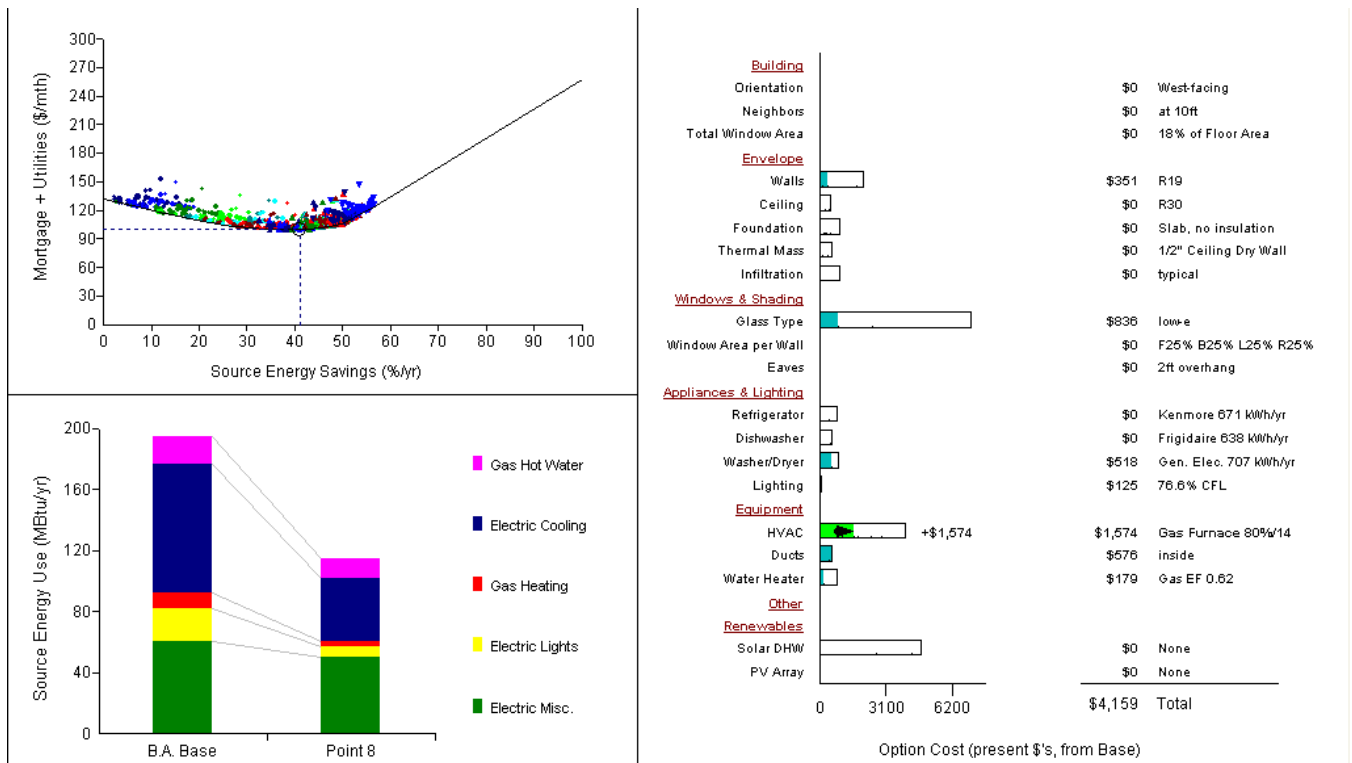 300
270
240
210
180
150
120
90
60
30
0
0 10 20 30 40 50 60 70 80 90 100
Mortgage + Utilities ($/mth)
Source Energy Savings (%/yr)
200
160
120
80
40
0
Source Energy Use (MBtu/yr)
B.A. Base Point 8
Gas Hot Water
Electric Cooling
Gas Heating
Electric Lights
Electric Misc.
Building
Orientation $0 West-facing
Neighbors $0 at 10ft
Total Window Area $0 18% of Floor Area
Envelope
Walls $351 R19
Ceiling $0 R30
Foundation $0 Slab, no insulation
Thermal Mass $0 1/2" Ceiling Dry Wall
Infiltration $0 typical
Windows & Shading
Glass Type $836 low-e
Window Area per Wall $0 F25% B25% L25% R25%
Eaves $0 2ft overhang
Appliances & Lighting
Refrigerator $0 Kenmore 671 kWh/yr
Dishwasher $0 Frigidaire 638 kWh/yr
Washer/Dryer $518 Gen. Elec. 707 kWh/yr
Lighting $125 76.6% CFL
Equipment
HVAC +$1,574 $1,574 Gas Furnace 80%/14
Ducts $576 inside
Water Heater $179 Gas EF 0.62
Other
Renewables
Solar DHW $0 None
PV Array $0 None
0 3100 6200 $4,159 Total
Option Cost (present $'s, from Base)